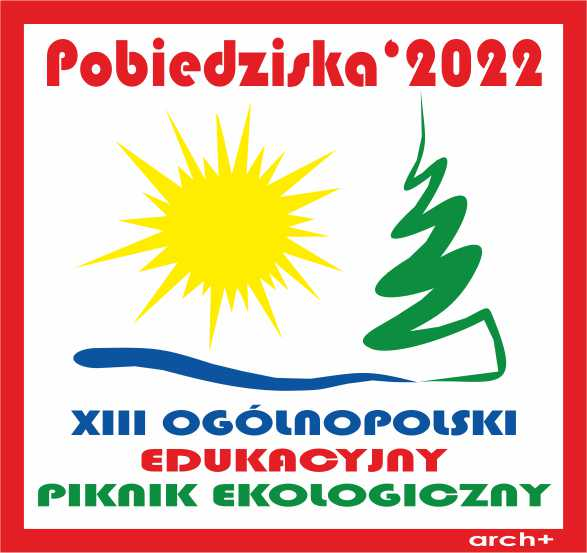 Pobiedziska‘2022
XIII OGÓLNOPOLSKI
EDUKACYJNY
PIKNIK EKOLOGICZNY
arch+